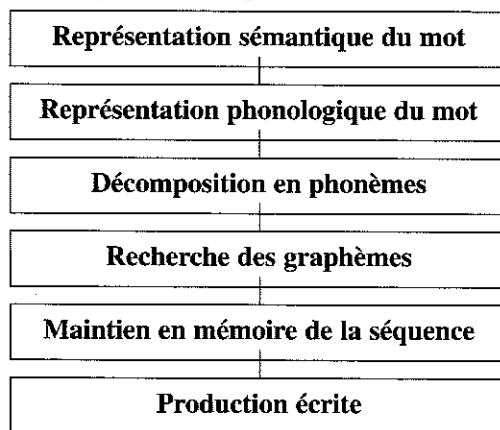 Représentation sémantique du mot
Représentation phonologique du mot
Décomposition en phonèmes
Recherche des graphèmes
Maintien en mémoire de la séquence
Production écrite